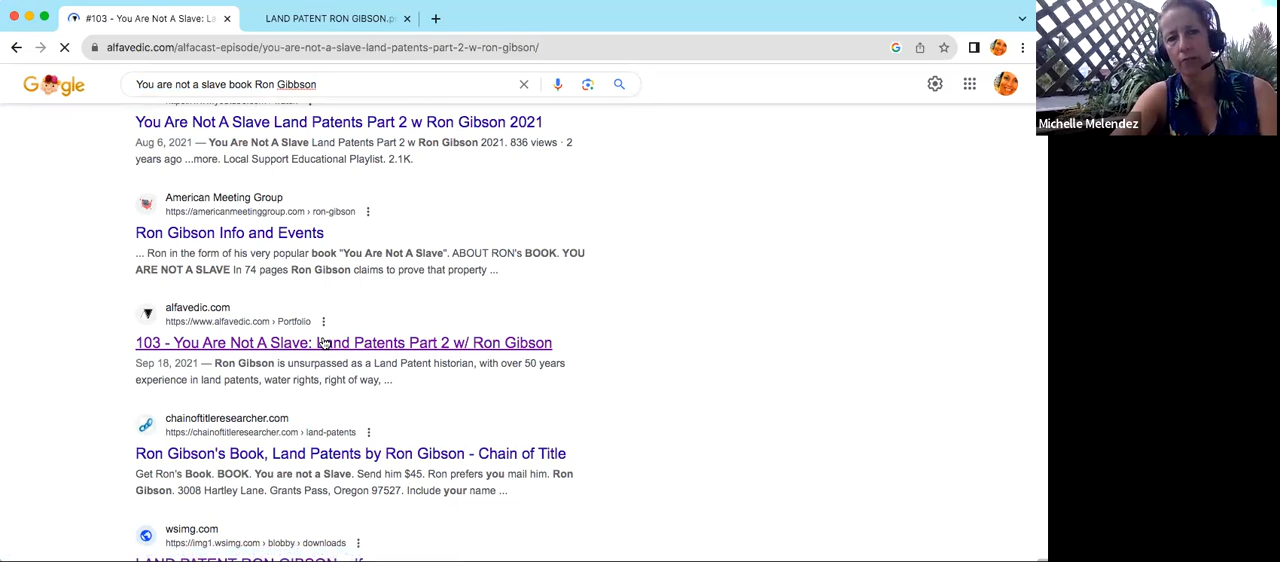 #103 - You Are Not A Slave: La
LAND PATENT RON GIBSON.p
alfavedic.com/alfacast-episode/you-are-not-a-slave-land-patents-part-2-w-ron-gibson/
Michelle Melendez
Google
You are not a slave book Ron Gibbson
You Are Not A Slave Land Patents Part 2 w Ron Gibson 2021
Aug 6, 2021 — You Are Not A Slave Land Patents Part 2 w Ron Gibson 2021. 836 views · 2
years ago ...more. Local Support Educational Playlist. 2.1K.
American Meeting Group
https://americanmeetinggroup.com › ron-gibson
Ron Gibson Info and Events
... Ron in the form of his very popular book "You Are Not A Slave". ABOUT RON's BOOK. YOU
ARE NOT A SLAVE In 74 pages Ron Gibson claims to prove that property ...
alfavedic.com
https://www.alfavedic.com › Portfolio
103 - You Are Not A Slave: Land Patents Part 2 w/ Ron Gibson
Sep 18, 2021 — Ron Gibson is unsurpassed as a Land Patent historian, with over 50 years
experience in land patents, water rights, right of way, ...
chainoftitleresearcher.com
https://chainoftitleresearcher.com › land-patents
Ron Gibson's Book, Land Patents by Ron Gibson - Chain of Title
Get Ron's Book. BOOK. You are not a Slave. Send him $45. Ron prefers you mail him. Ron
Gibson. 3008 Hartley Lane. Grants Pass, Oregon 97527. Include your name ...
wsimg.com
https://img1.wsimg.com › blobby › downloads
LAND PATENT RON GIBSON